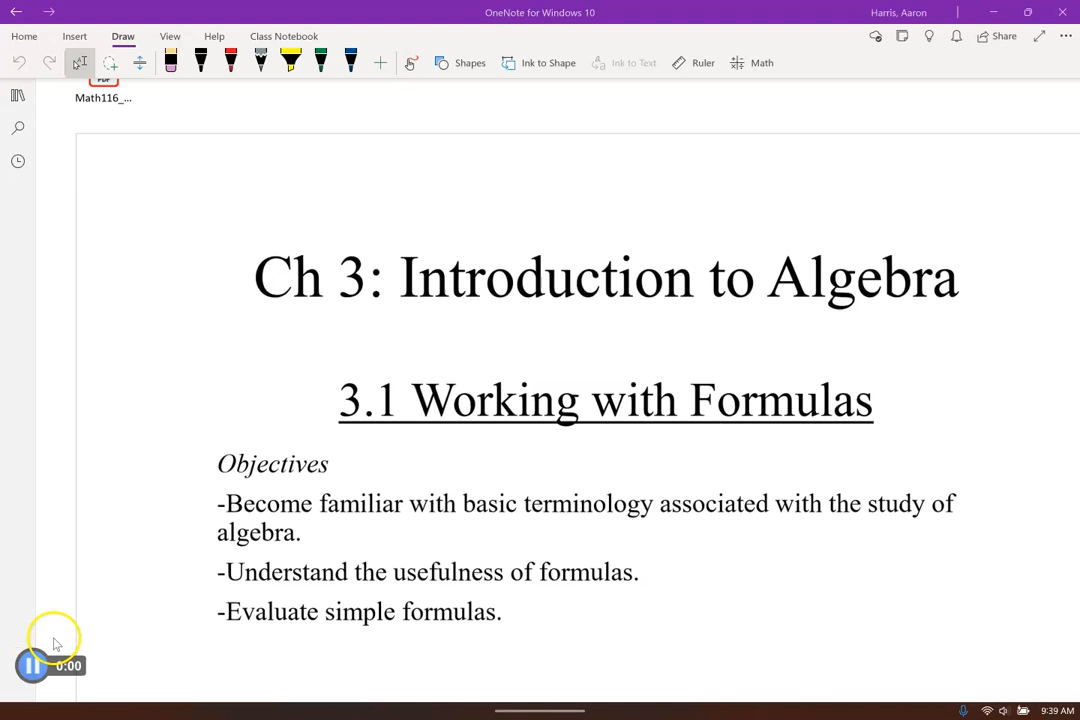 OneNote for Windows 10
Harris, Aaron
Home Insert Draw View Help Class Notebook
Share
Shapes Ink to Shape Ink to Text Ruler Math
PDF
Math116_...
Ch 3: Introduction to Algebra
3.1 Working with Formulas
Objectives
-Become familiar with basic terminology associated with the study of
algebra.
-Understand the usefulness of formulas.
-Evaluate simple formulas.
0:00
9:39 AM